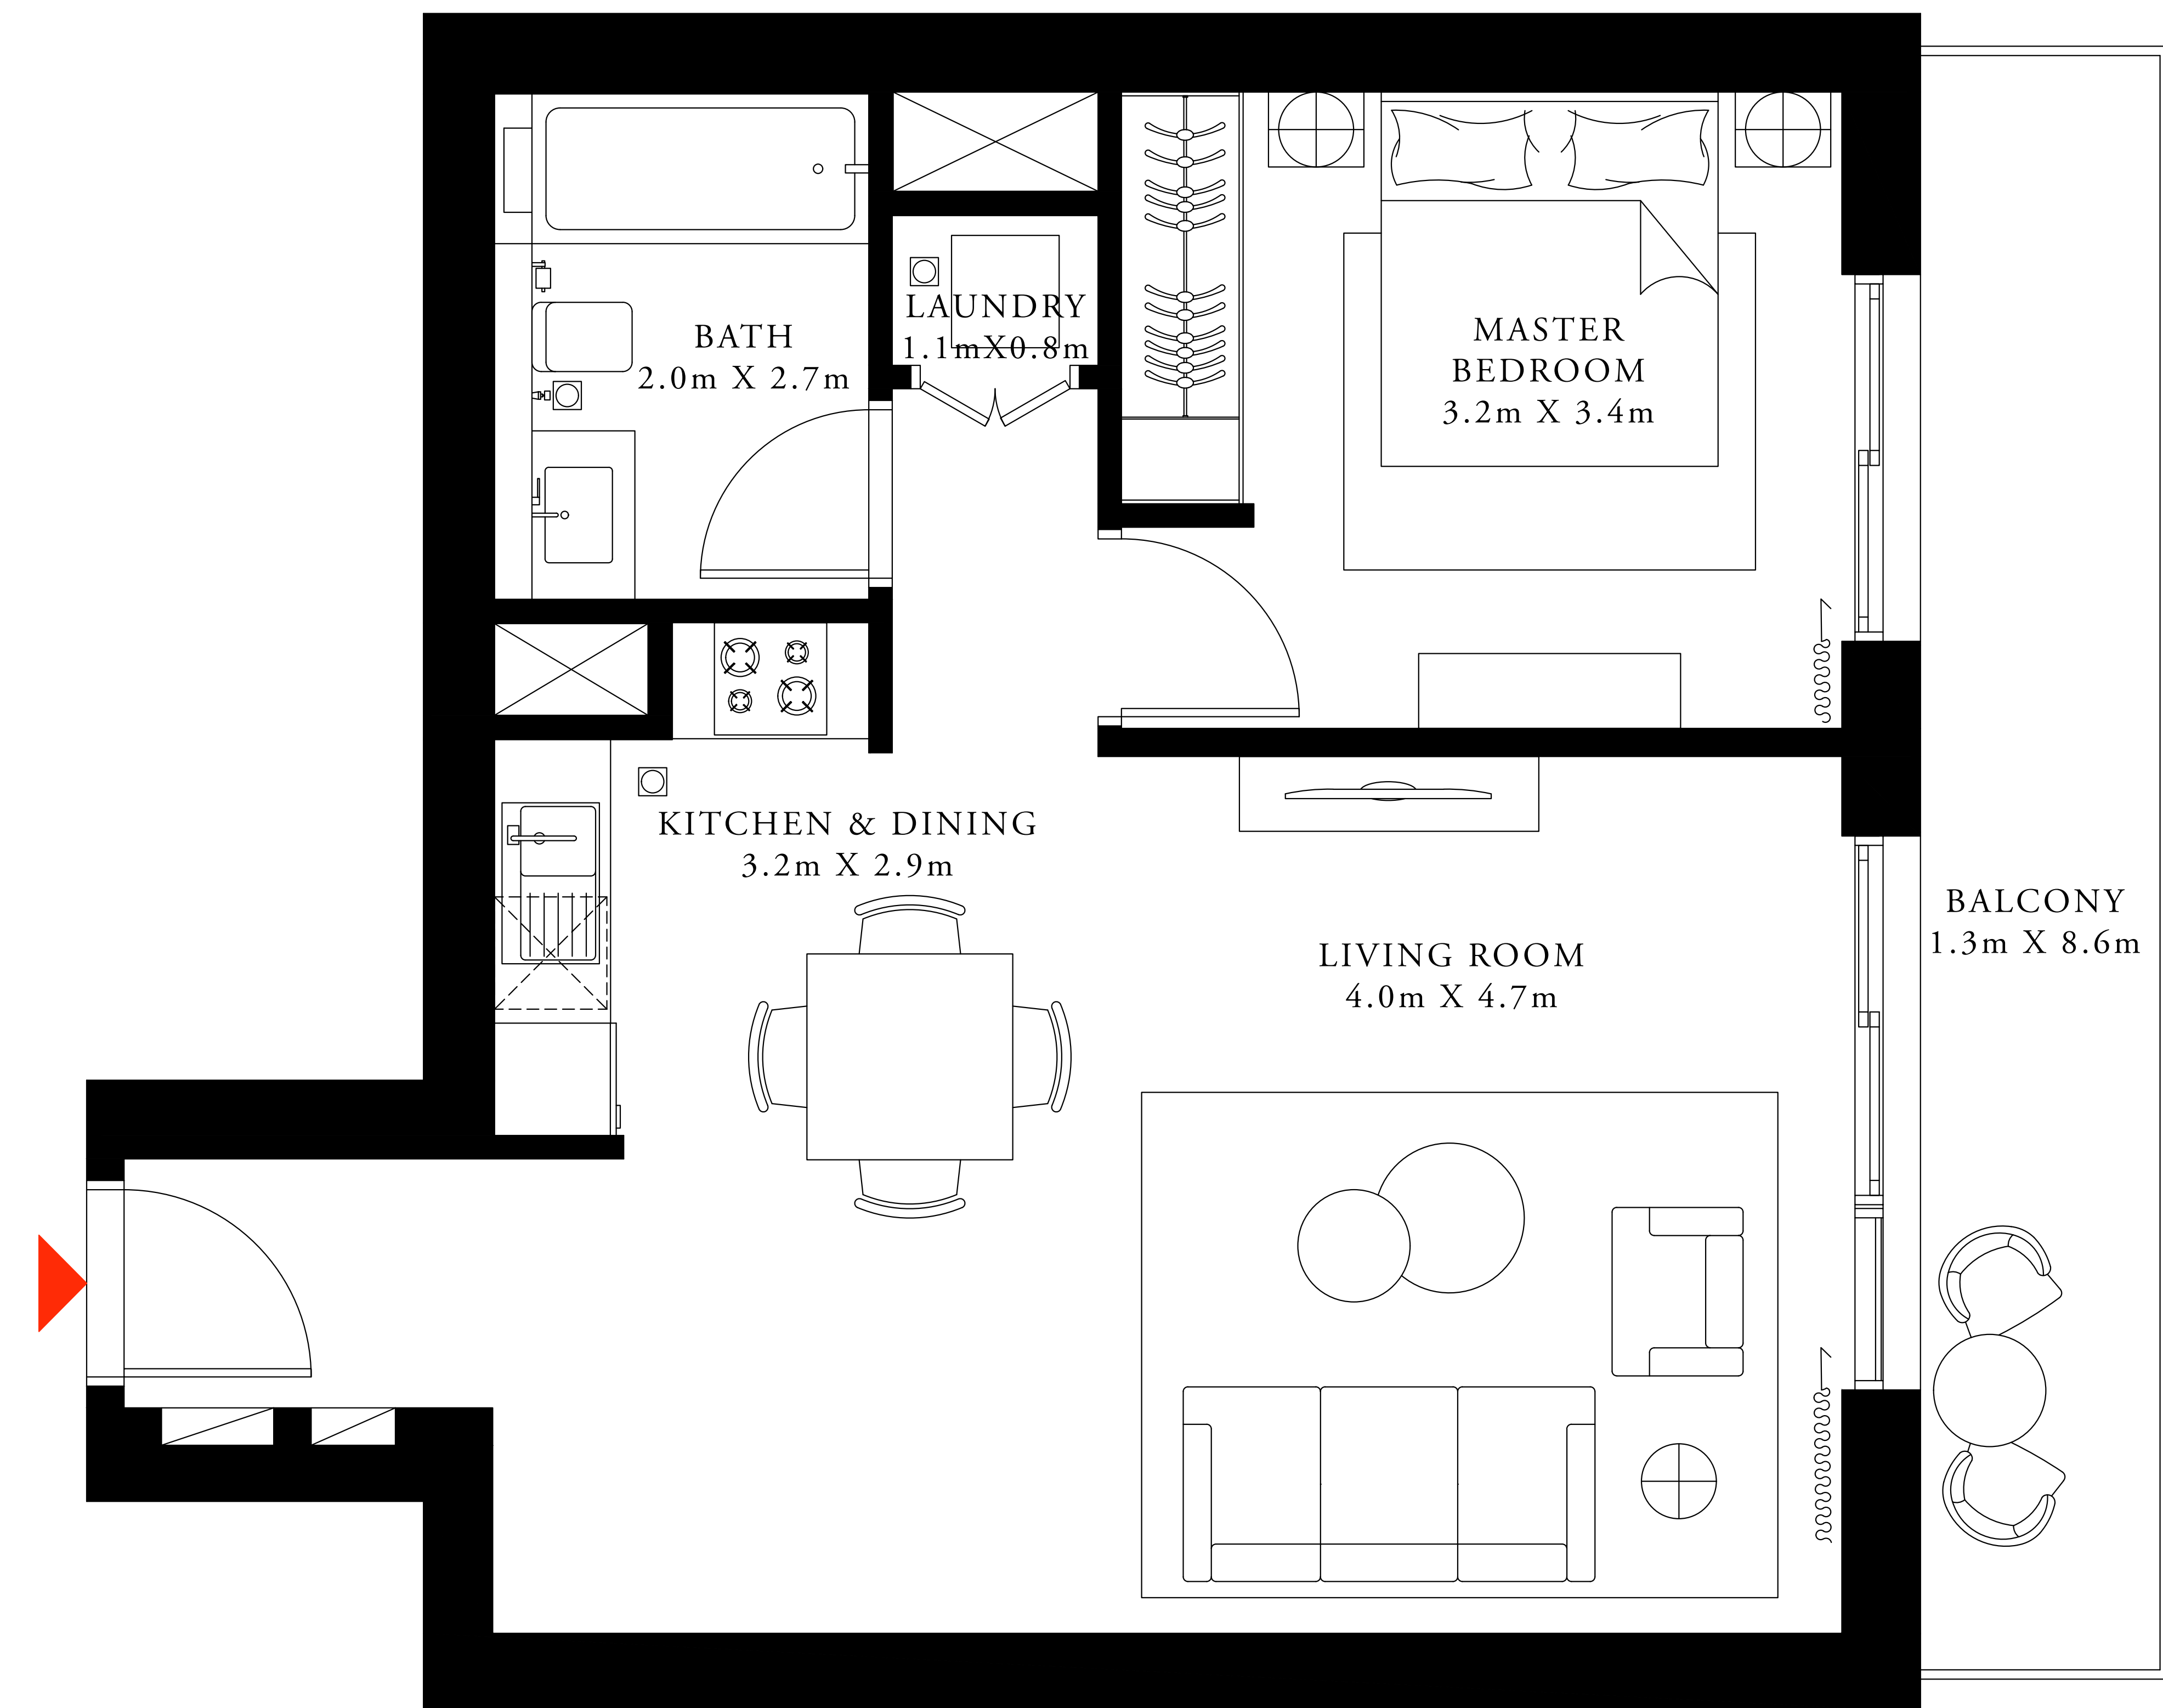 BATH
2.0m X 2.7m
LAUNDRY
1.1mX0.8m
MASTER
BEDROOM
3.2m X 3.4m
KITCHEN & DINING
3.2m X 2.9m
LIVING ROOM
4.0m X 4.7m
BALCONY
1.3m X 8.6m